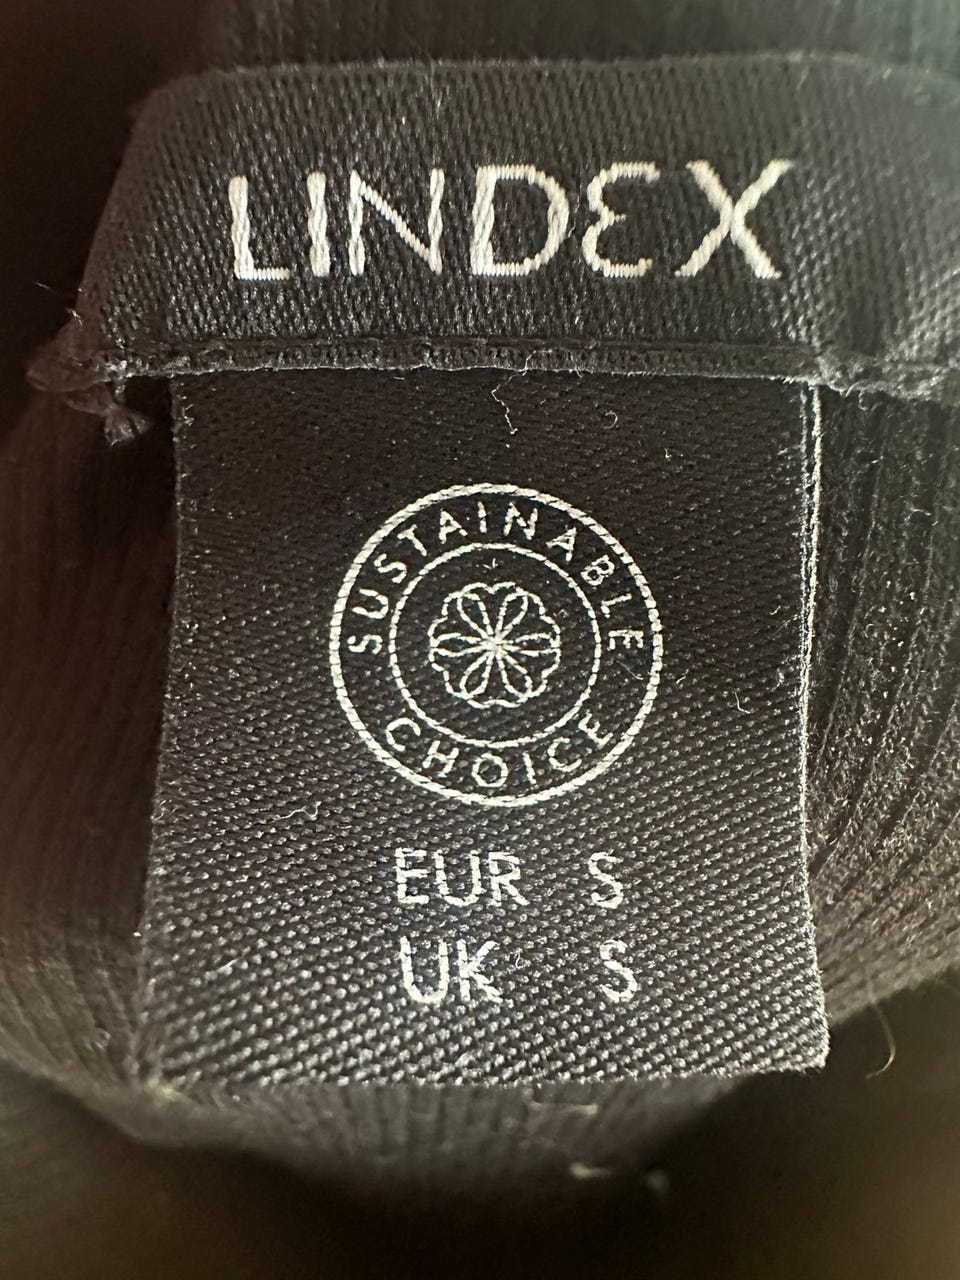 LINDEX
SUSTAINABLE
CHOICE
EUR S
UK S